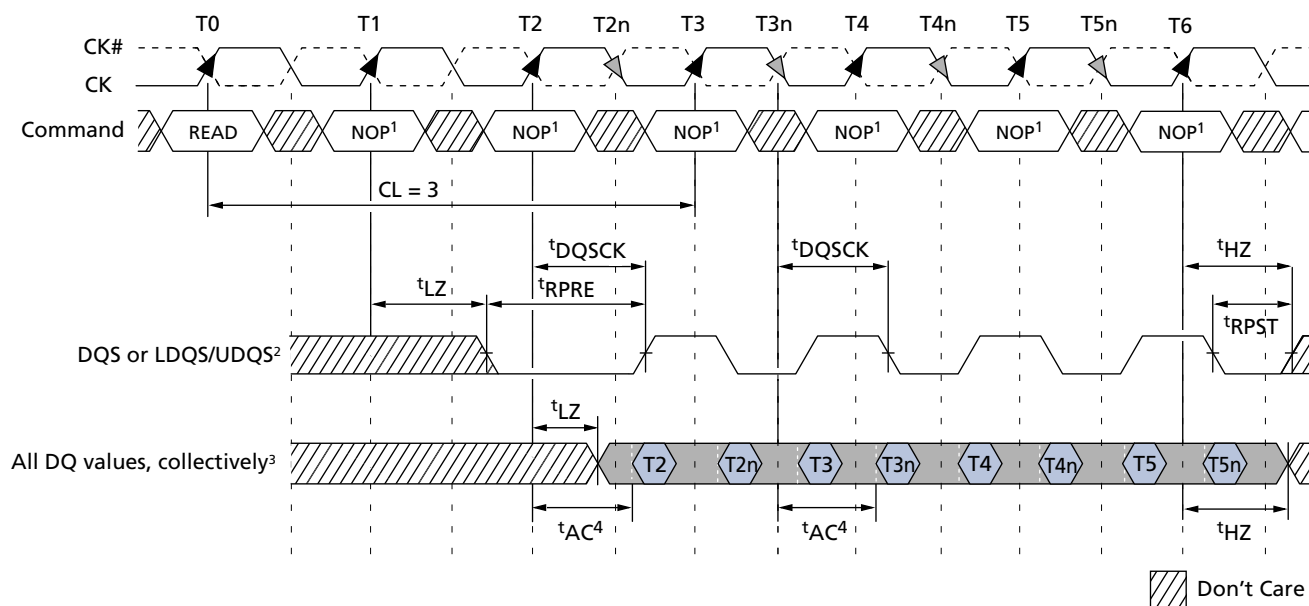 T0 T1 T2 T2n T3 T3n T4 T4n T5 T5n T6
CK#
CK
Command READ NOP¹ NOP¹ NOP¹ NOP¹ NOP¹ NOP¹
CL = 3
ᵗDQSCK ᵗDQSCK ᵗHZ
ᵗLZ ᵗRPRE
ᵗRPST
DQS or LDQS/UDQS²
ᵗLZ
All DQ values, collectively³ T2 T2n T3 T3n T4 T4n T5 T5n
ᵗAC⁴ ᵗAC⁴ ᵗHZ
Don't Care